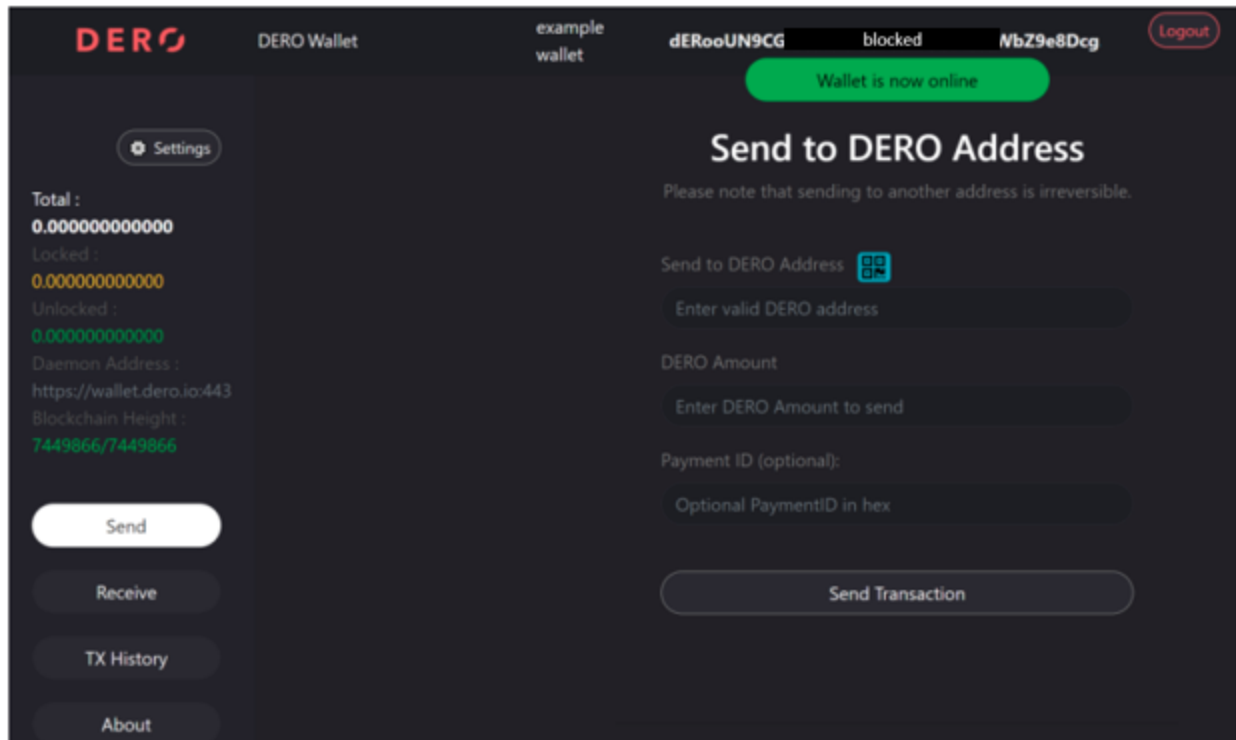 DERO
DERO Wallet
example
wallet
dERooUN9CG blocked VbZ9e8Dcg
Logout
Wallet is now online
Settings
Total :
0.000000000000
Locked :
0.000000000000
Unlocked :
0.000000000000
Daemon Address :
https://wallet.dero.io:443
Blockchain Height :
7449866/7449866
Send
Receive
TX History
About
Send to DERO Address
Please note that sending to another address is irreversible.
Send to DERO Address
Enter valid DERO address
DERO Amount
Enter DERO Amount to send
Payment ID (optional):
Optional PaymentID in hex
Send Transaction